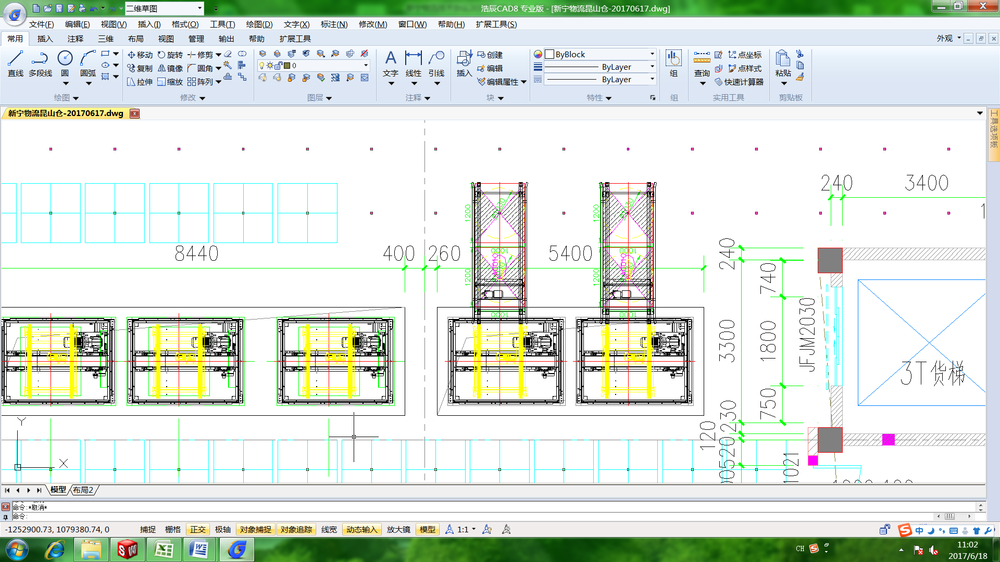 二维草图
浩辰CAD8 专业版 - [新宁物流昆山仓-20170617.dwg]
文件(F) 编辑(E) 视图(V) 插入(I) 格式(O) 工具(T) 绘图(D) 文字(X) 标注(N) 修改(M) 窗口(W) 帮助(H) 扩展工具(S)
常用 插入 注释 三维 布局 视图 管理 输出 帮助 扩展工具 外观
直线 多段线 圆 圆弧
移动 旋转 修剪
复制 镜像 圆角
拉伸 缩放 阵列
0
文字 线性 引线
插入 创建
编辑
编辑属性
ByBlock
ByLayer
ByLayer
组
查询 点坐标
点样式
快速计算器
粘贴
绘图 修改 图层 注释 块 特性 组 实用工具 剪贴板
新宁物流昆山仓-20170617.dwg
工具选项板
240 3400
1200 1200
8440 400 260 5400
1000 1000
1200 1200
1000 1000
240
740
3300
1800
JFJM2030
3T货梯
750
230
120
520
1021
Y
X
模型 布局2
命令:*取消*
命令:
-1252900.73, 1079380.74, 0 捕捉 栅格 正交 极轴 对象捕捉 对象追踪 线宽 动态输入 放大镜 模型 1:1
中
CH
11:02
2017/6/18